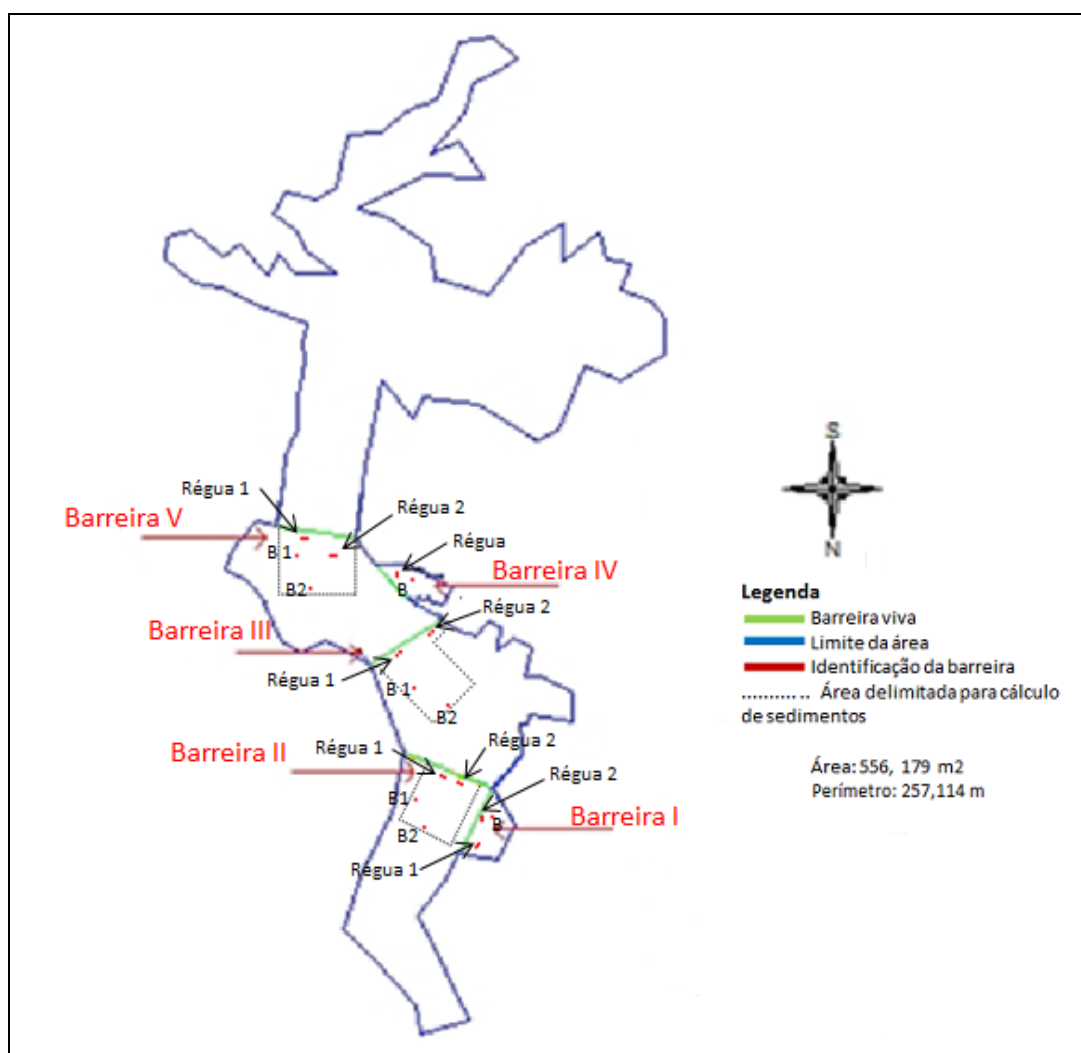 S
N
Régua 1
Régua 2
Barreira V
B1
Régua
Barreira IV
B
B2
Régua 2
Barreira III
Régua 1
B1
B2
Régua 2
Régua 1
Barreira II
Régua 2
B1
B
Barreira I
B2
Régua 1
Legenda
Barreira viva
Limite da área
Identificação da barreira
.......... .. Área delimitada para cálculo
de sedimentos
Área: 556, 179 m2
Perímetro: 257,114 m